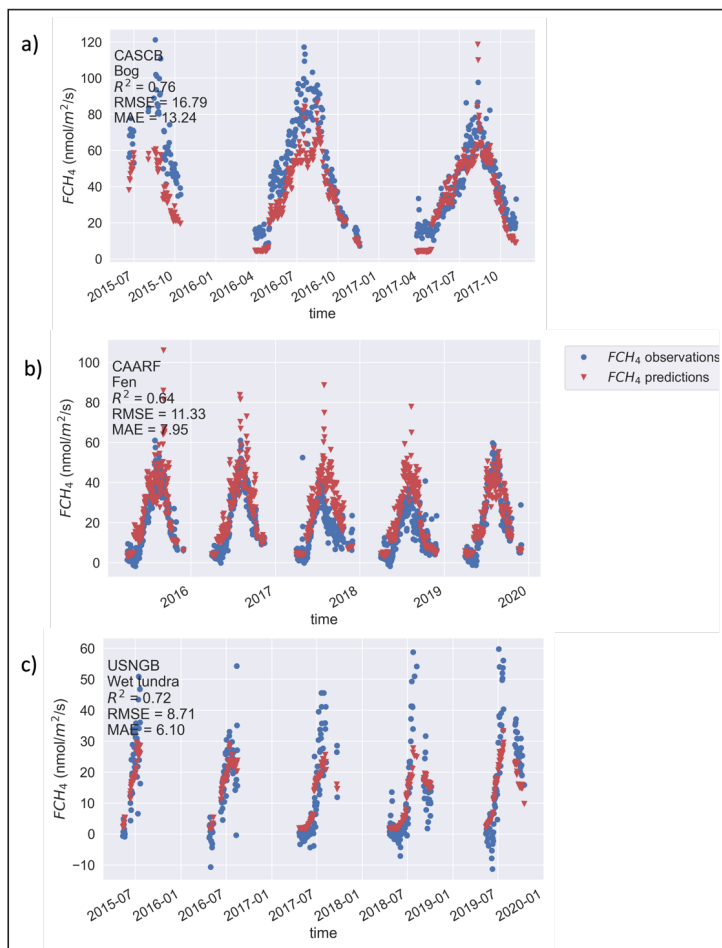 a)
CASCB
Bog
R² = 0.76
RMSE = 16.79
MAE = 13.24
FCH₄ (nmol/m²/s)
120
100
80
60
40
20
0
2015-07
2015-10
2016-01
2016-04
2016-07
2016-10
2017-01
2017-04
2017-07
2017-10
time
FCH₄ observations
FCH₄ predictions
b)
CAARF
Fen
R² = 0.64
RMSE = 11.33
MAE = 7.95
FCH₄ (nmol/m²/s)
100
80
60
40
20
0
2016
2017
2018
2019
2020
time
c)
USNGB
Wet tundra
R² = 0.72
RMSE = 8.71
MAE = 6.10
FCH₄ (nmol/m²/s)
60
50
40
30
20
10
0
−10
2015-07
2016-01
2016-07
2017-01
2017-07
2018-01
2018-07
2019-01
2019-07
2020-01
time